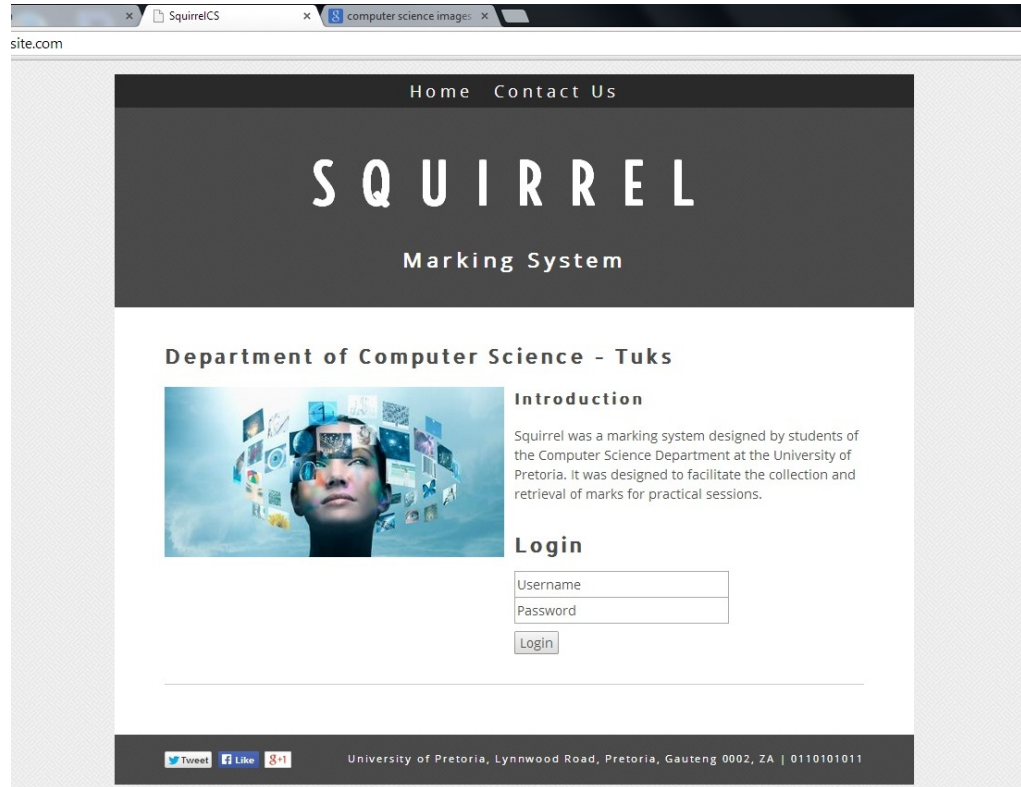 SquirrelCS
computer science images
site.com
Home Contact Us
SQUIRREL
Marking System
Department of Computer Science - Tuks
Introduction
Squirrel was a marking system designed by students of
the Computer Science Department at the University of
Pretoria. It was designed to facilitate the collection and
retrieval of marks for practical sessions.
Login
Username
Password
Login
Tweet Like 8+1 University of Pretoria, Lynnwood Road, Pretoria, Gauteng 0002, ZA | 0110101011